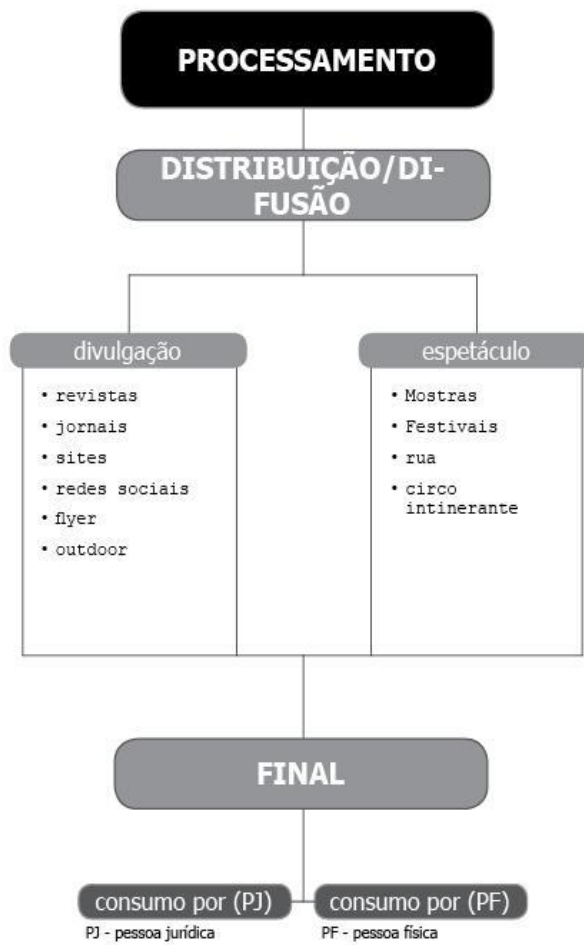 PROCESSAMENTO
DISTRIBUIÇÃO/DI-
FUSÃO
divulgação
• revistas
• jornais
• sites
• redes sociais
• flyer
• outdoor
espetáculo
• Mostras
• Festivais
• rua
• circo
intinerante
FINAL
consumo por (PJ)
PJ - pessoa jurídica
consumo por (PF)
PF - pessoa física